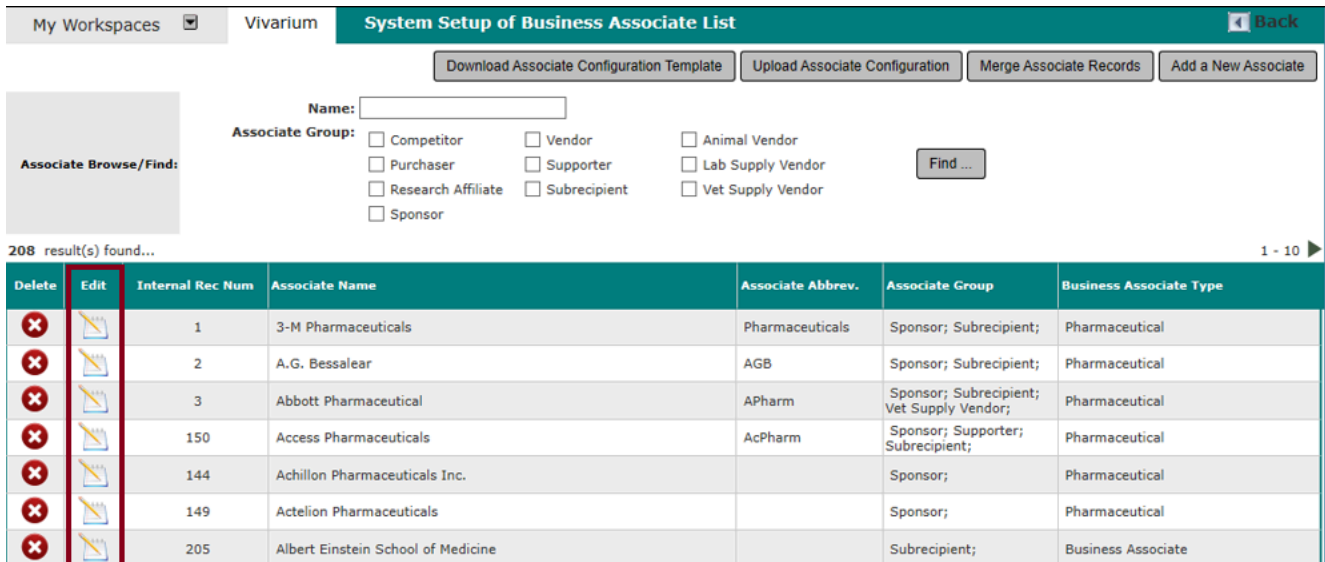 My Workspaces Vivarium System Setup of Business Associate List Back
Download Associate Configuration Template Upload Associate Configuration Merge Associate Records Add a New Associate
Name:
Associate Group: Competitor Vendor Animal Vendor
Associate Browse/Find: Purchaser Supporter Lab Supply Vendor Find ...
Research Affiliate Subrecipient Vet Supply Vendor
Sponsor
208 result(s) found... 1 - 10
Delete Edit Internal Rec Num Associate Name Associate Abbrev. Associate Group Business Associate Type
1 3-M Pharmaceuticals Pharmaceuticals Sponsor; Subrecipient; Pharmaceutical
2 A.G. Bessalear AGB Sponsor; Subrecipient; Pharmaceutical
3 Abbott Pharmaceutical APharm Sponsor; Subrecipient; Pharmaceutical
Vet Supply Vendor;
150 Access Pharmaceuticals AcPharm Sponsor; Supporter; Pharmaceutical
Subrecipient;
144 Achillon Pharmaceuticals Inc. Sponsor; Pharmaceutical
149 Actelion Pharmaceuticals Sponsor; Pharmaceutical
205 Albert Einstein School of Medicine Subrecipient; Business Associate